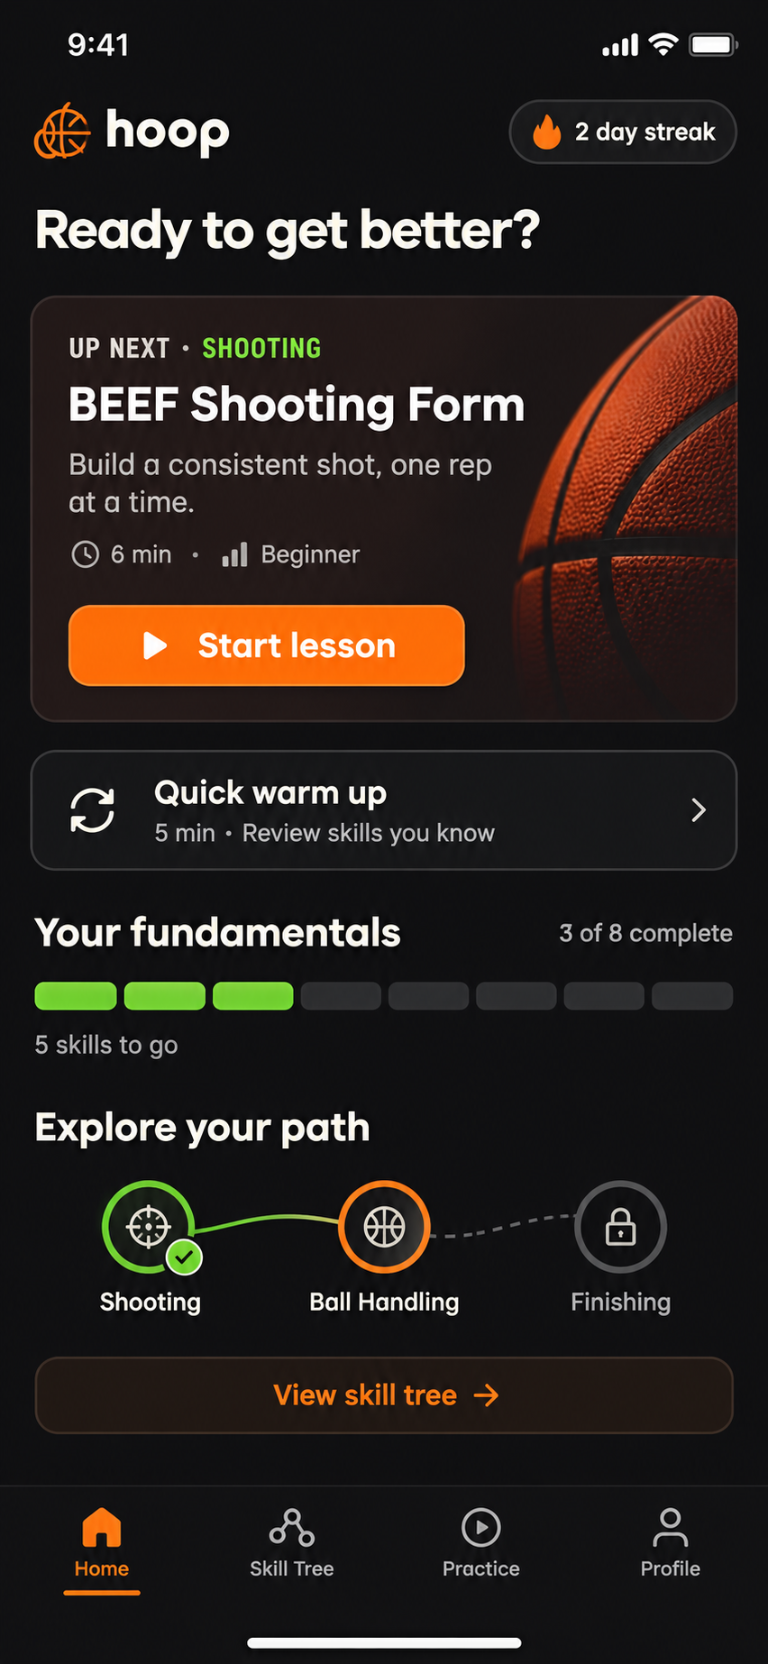 9:41
hoop
2 day streak
Ready to get better?
UP NEXT • SHOOTING
BEEF Shooting Form
Build a consistent shot, one rep
at a time.
6 min • Beginner
Start lesson
Quick warm up
5 min • Review skills you know
Your fundamentals
3 of 8 complete
5 skills to go
Explore your path
Shooting
Ball Handling
Finishing
View skill tree →
Home
Skill Tree
Practice
Profile